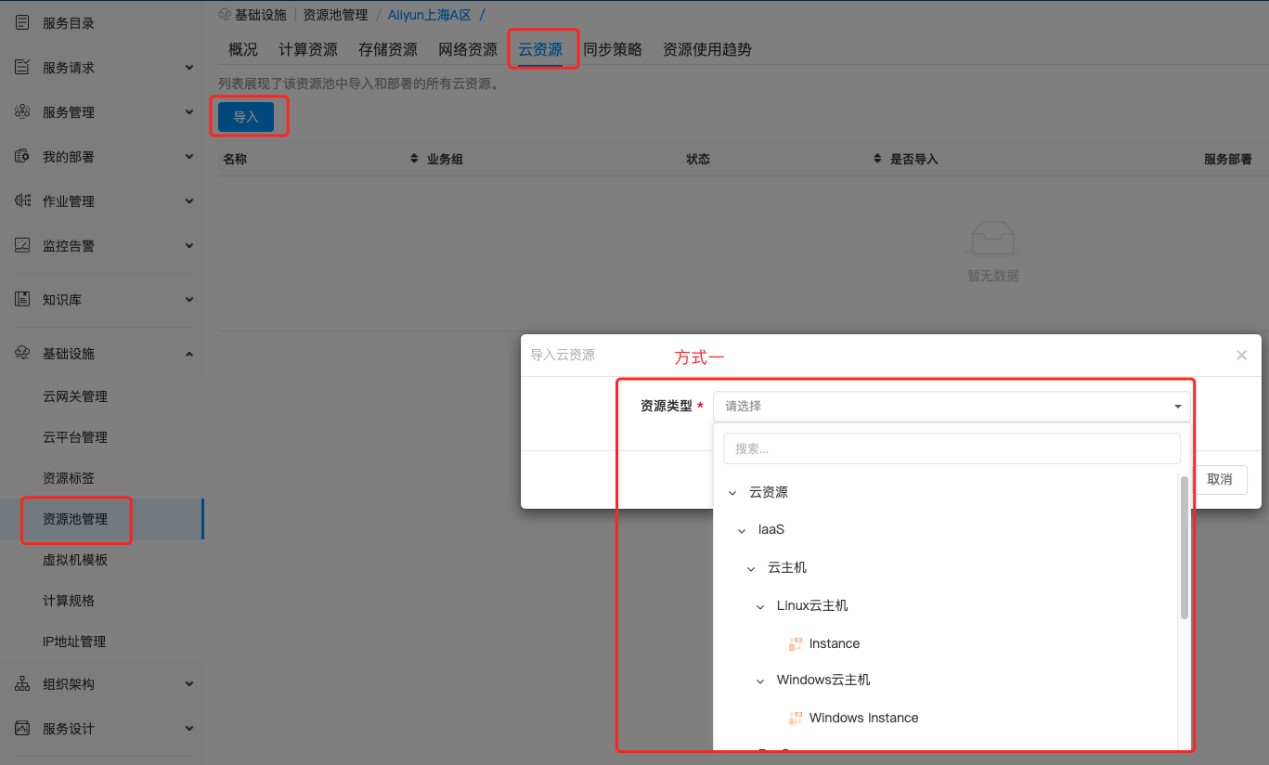 服务目录
服务请求
服务管理
我的部署
作业管理
监控告警
知识库
基础设施
云网关管理
云平台管理
资源标签
资源池管理
虚拟机模板
计算规格
IP地址管理
组织架构
服务设计
基础设施 | 资源池管理 / Aliyun上海A区 /
概况 计算资源 存储资源 网络资源 云资源 同步策略 资源使用趋势
列表展现了该资源池中导入和部署的所有云资源。
导入
名称 业务组 状态 是否导入 服务部署
暂无数据
导入云资源 方式一
资源类型 * 请选择
搜索...
取消
云资源
IaaS
云主机
Linux云主机
Instance
Windows云主机
Windows Instance